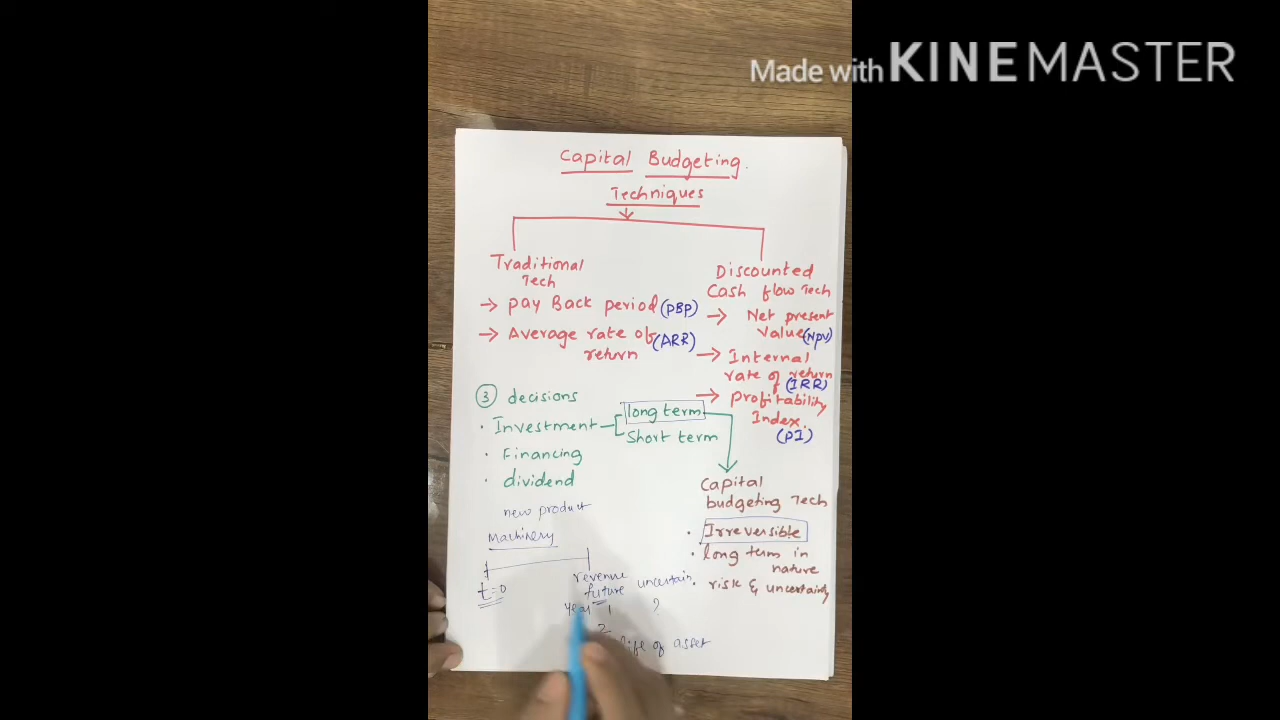 Made with KINEMASTER
Capital Budgeting.
Techniques
Traditional
Tech
→ Pay Back period (PBP)
→ Average rate of (ARR)
return
Discounted
Cash flow Tech
→ Net present
Value (NPV)
→ Internal
rate of return
(IRR)
→ Profitability
Index.
(PI)
③ decisions
· Investment
long term
Short term
· Financing
· dividend
Capital
budgeting Tech
· Irreversible
· long term in
nature
· risk & uncertainty
new product
Machinery
t=0
revenue
future uncertain
year 1 ?
2
life of asset